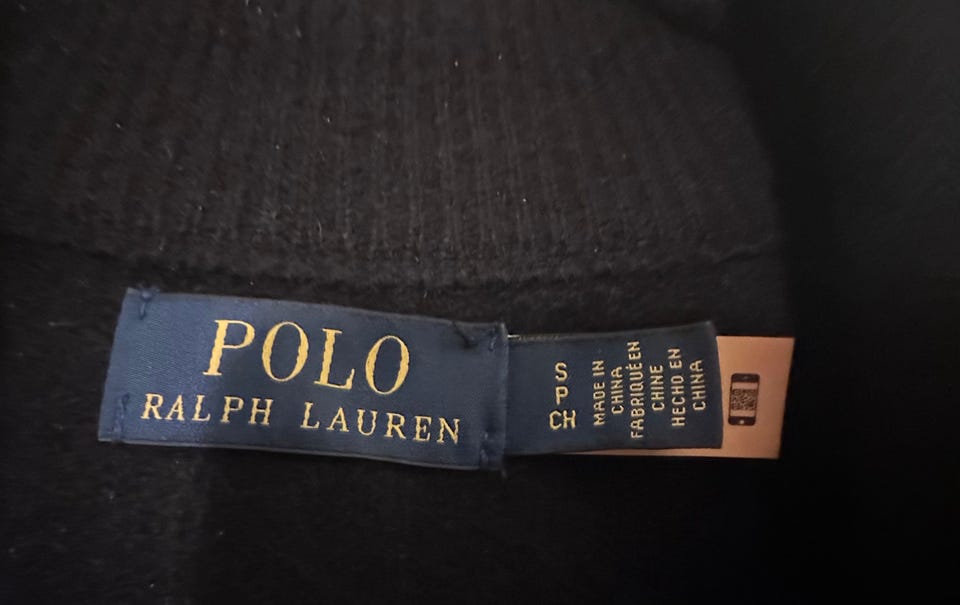 POLO
RALPH LAUREN
S
P
CH
MADE IN
CHINA
FABRIQUÉ EN
CHINE
HECHO EN
CHINA